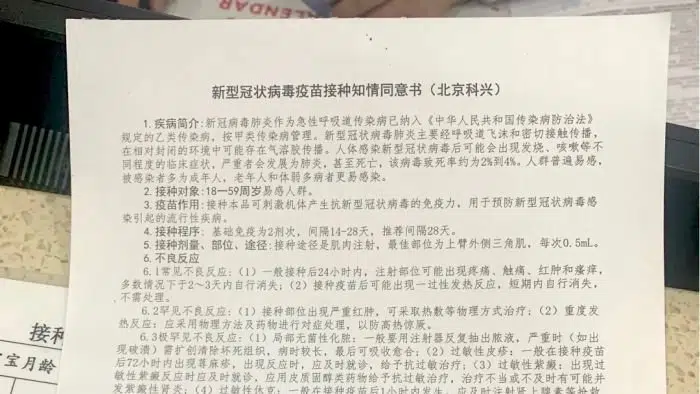 CALENDAR
新型冠状病毒疫苗接种知情同意书（北京科兴）
1.疾病简介:新冠病毒肺炎作为急性呼吸道传染病已纳入《中华人民共和国传染病防治法》
规定的乙类传染病，按甲类传染病管理。新型冠状病毒肺炎主要经呼吸道飞沫和密切接触传播，
在相对封闭的环境中可能存在气溶胶传播。人体感染新型冠状病毒后可能会出现发烧、咳嗽等不
同程度的临床症状，严重者会发展为肺炎，甚至死亡，该病毒致死率约为2%到4%。人群普遍易感，
被感染者多为成年人，老年人和体弱多病者更易感染。
2.接种对象:18—59周岁易感人群。
3.疫苗作用:接种本品可刺激机体产生抗新型冠状病毒的免疫力，用于预防新型冠状病毒感
染引起的流行性疾病。
4.接种程序: 基础免疫为2剂次，间隔14-28天，推荐间隔28天。
5.接种剂量、部位、途径:接种途径是肌肉注射，最佳部位为上臂外侧三角肌，每次0.5mL。
6.不良反应
6.1常见不良反应:（1）一般接种后24小时内，注射部位可能出现疼痛、触痛、红肿和瘙痒，
多数情况下于2～3天内自行消失;（2）接种疫苗后可能出现一过性发热反应，短期内自行消失，
不需处理。
6.2罕见不良反应:（1）接种部位出现严重红肿，可采取热敷等物理方式治疗;（2）重度发
热反应: 应采用物理方法及药物进行对症处理，以防高热惊厥。
6.3极罕见不良反应:（1）局部无菌性化脓: 一般要用注射器反复抽出脓液，严重时（如出
现破溃）需扩创清除坏死组织，病时较长，最后可吸收愈合;（2）过敏性皮疹: 一般在接种疫苗
后72小时内出现荨麻疹，出现反应时，应及时就诊，给予抗过敏治疗;（3）过敏性紫癜: 出现过
敏性紫癜反应时应及时就诊，应用皮质固醇类药物给予抗过敏治疗，治疗不当或不及时有可能并
发紫癜性肾炎;（4）过敏性休克: 一般在接种疫苗后1小时内发生，应及时注射肾上腺素等抢救
接种
宝月龄